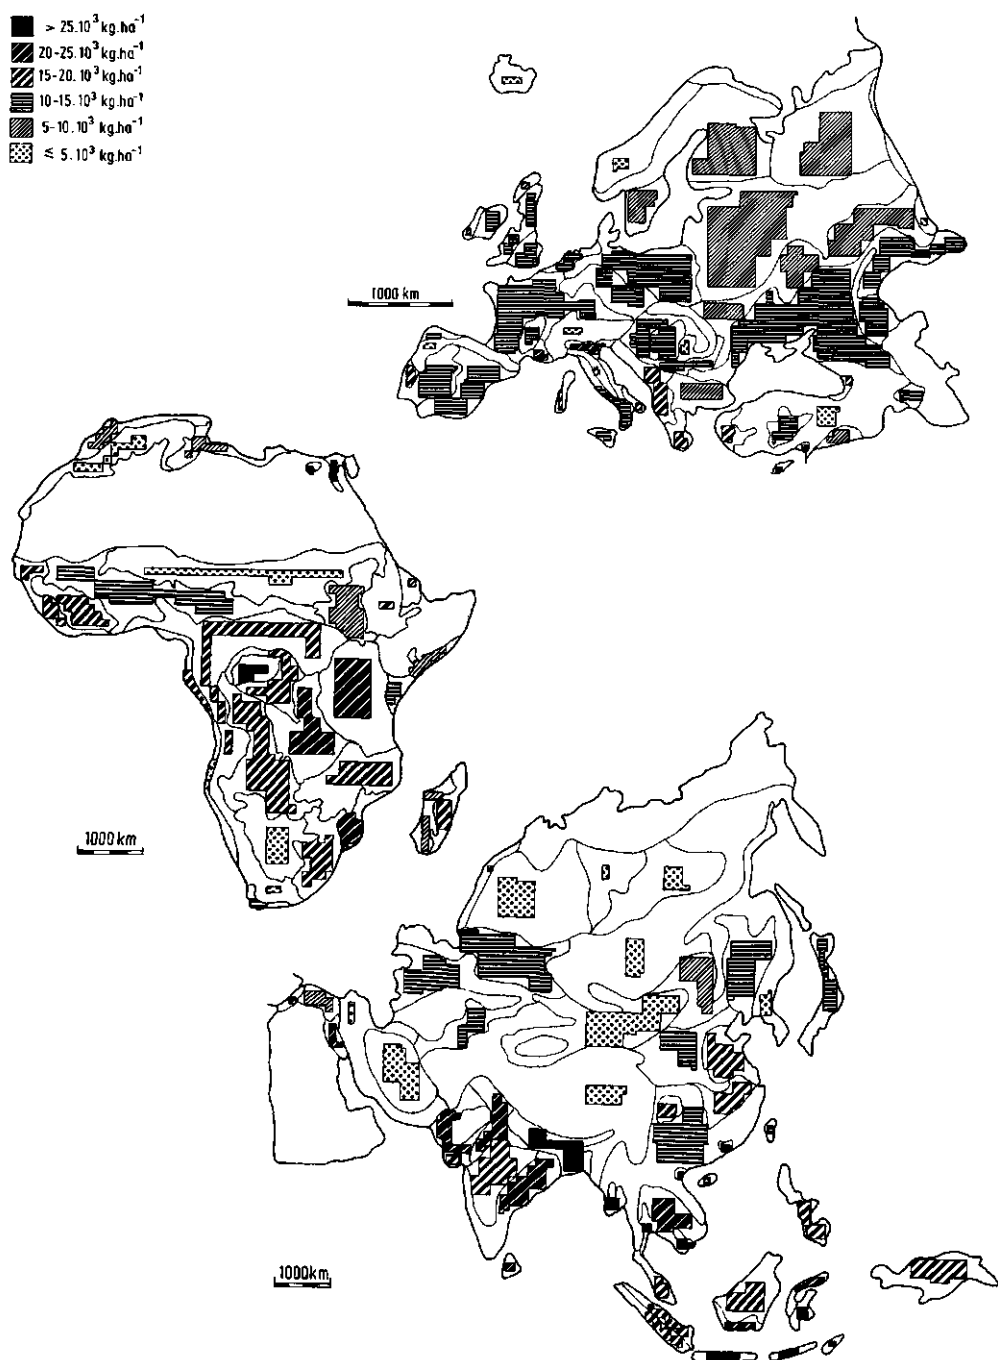 > 25.10³ kg.ha⁻¹
20-25.10³ kg.ha⁻¹
15-20.10³ kg.ha⁻¹
10-15.10³ kg.ha⁻¹
5-10.10³ kg.ha⁻¹
≤ 5.10³ kg.ha⁻¹
1000 km
1000 km
1000km